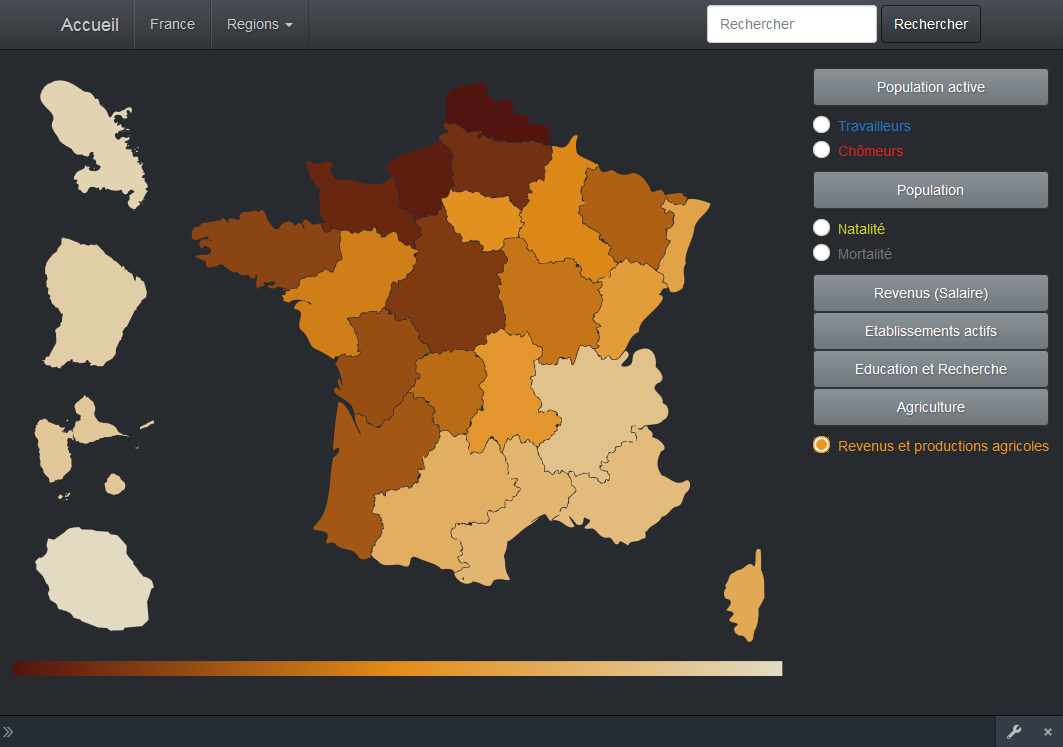 Accueil France Regions Rechercher Rechercher
Population active
Travailleurs
Chômeurs
Population
Natalité
Mortalité
Revenus (Salaire)
Etablissements actifs
Education et Recherche
Agriculture
Revenus et productions agricoles